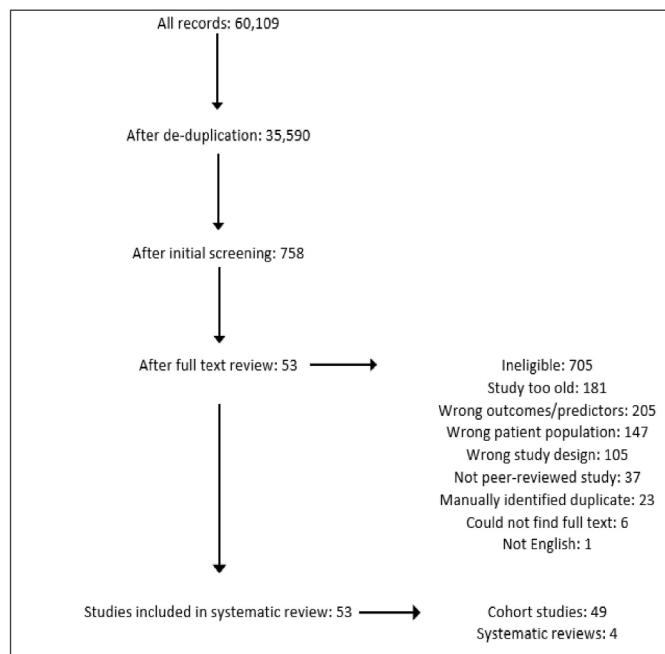 All records: 60,109
After de-duplication: 35,590
After initial screening: 758
After full text review: 53
Ineligible: 705
Study too old: 181
Wrong outcomes/predictors: 205
Wrong patient population: 147
Wrong study design: 105
Not peer-reviewed study: 37
Manually identified duplicate: 23
Could not find full text: 6
Not English: 1
Studies included in systematic review: 53
Cohort studies: 49
Systematic reviews: 4